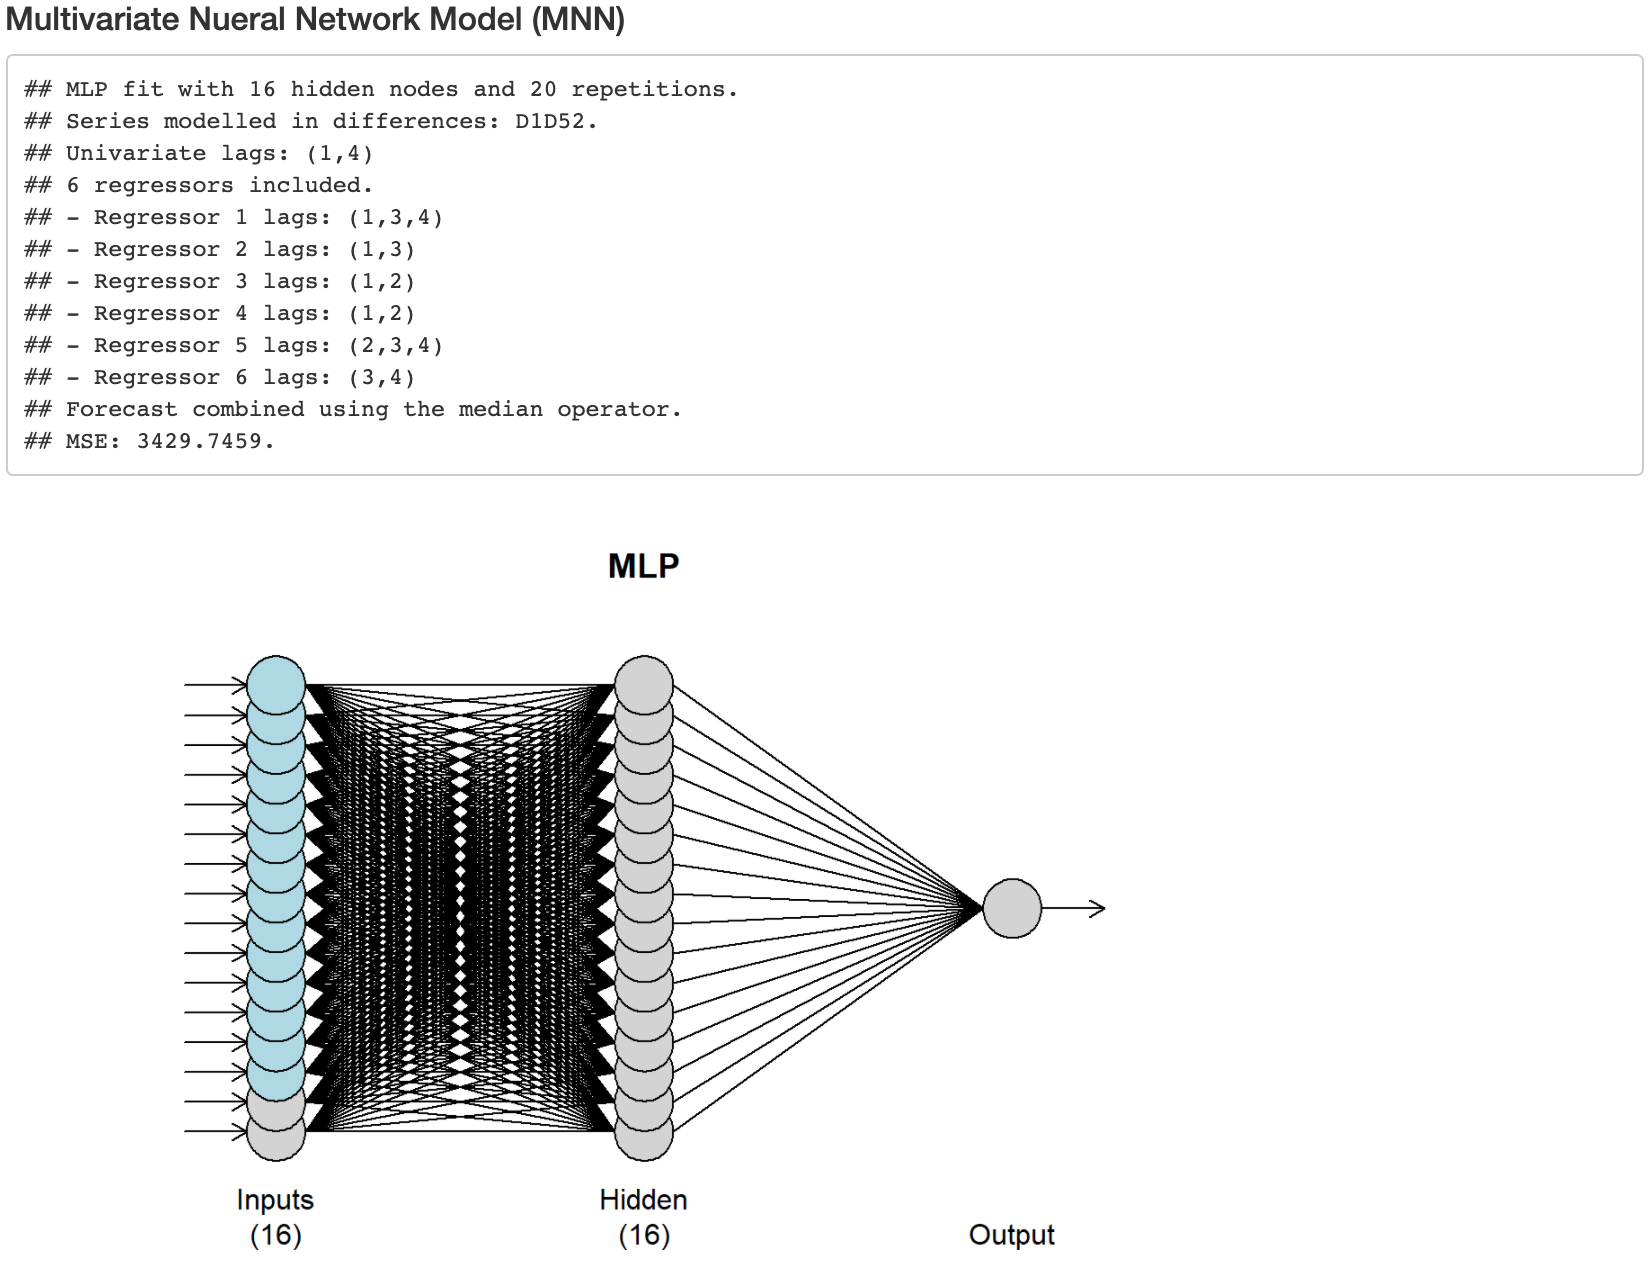 Multivariate Nueral Network Model (MNN)
## MLP fit with 16 hidden nodes and 20 repetitions.
## Series modelled in differences: D1D52.
## Univariate lags: (1,4)
## 6 regressors included.
## - Regressor 1 lags: (1,3,4)
## - Regressor 2 lags: (1,3)
## - Regressor 3 lags: (1,2)
## - Regressor 4 lags: (1,2)
## - Regressor 5 lags: (2,3,4)
## - Regressor 6 lags: (3,4)
## Forecast combined using the median operator.
## MSE: 3429.7459.
MLP
Inputs
(16)
Hidden
(16)
Output